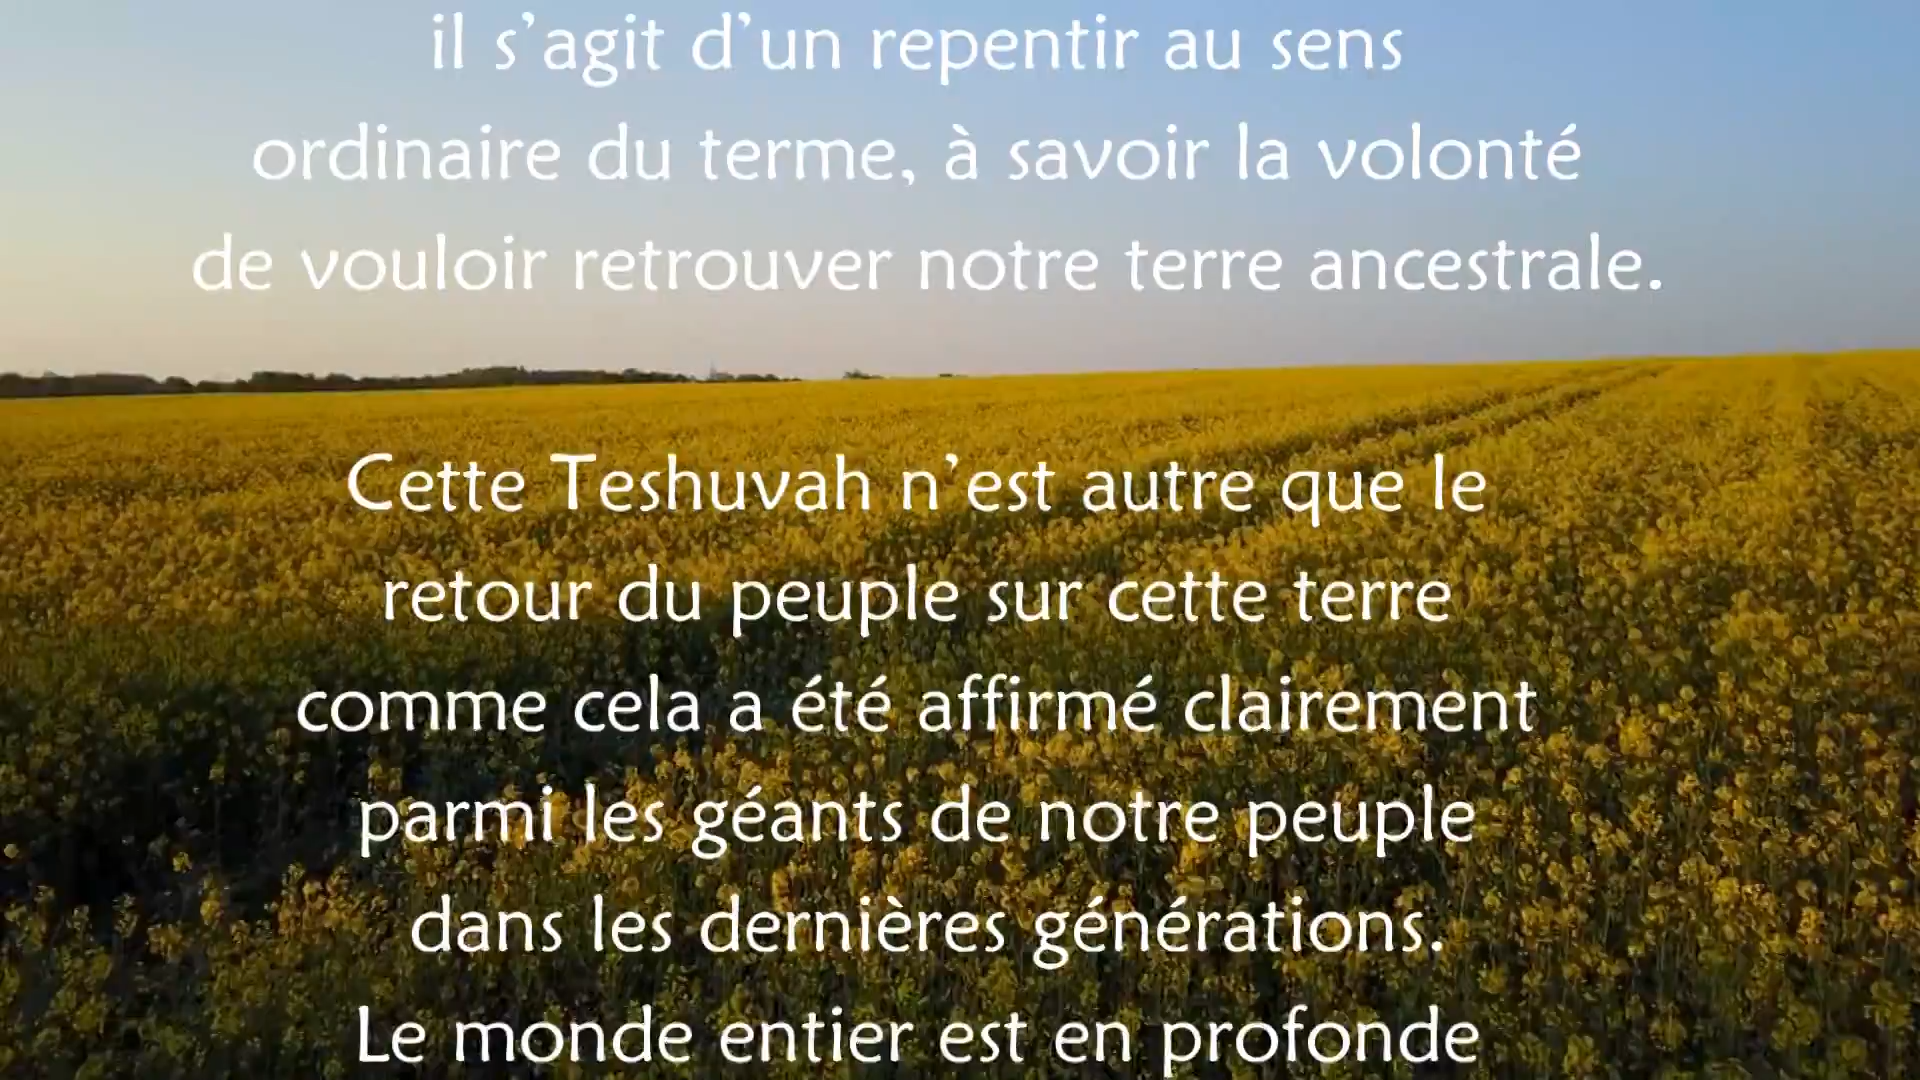 il s’agit d’un repentir au sens
ordinaire du terme, à savoir la volonté
de vouloir retrouver notre terre ancestrale.
Cette Teshuvah n’est autre que le
retour du peuple sur cette terre
comme cela a été affirmé clairement
parmi les géants de notre peuple
dans les dernières générations.
Le monde entier est en profonde